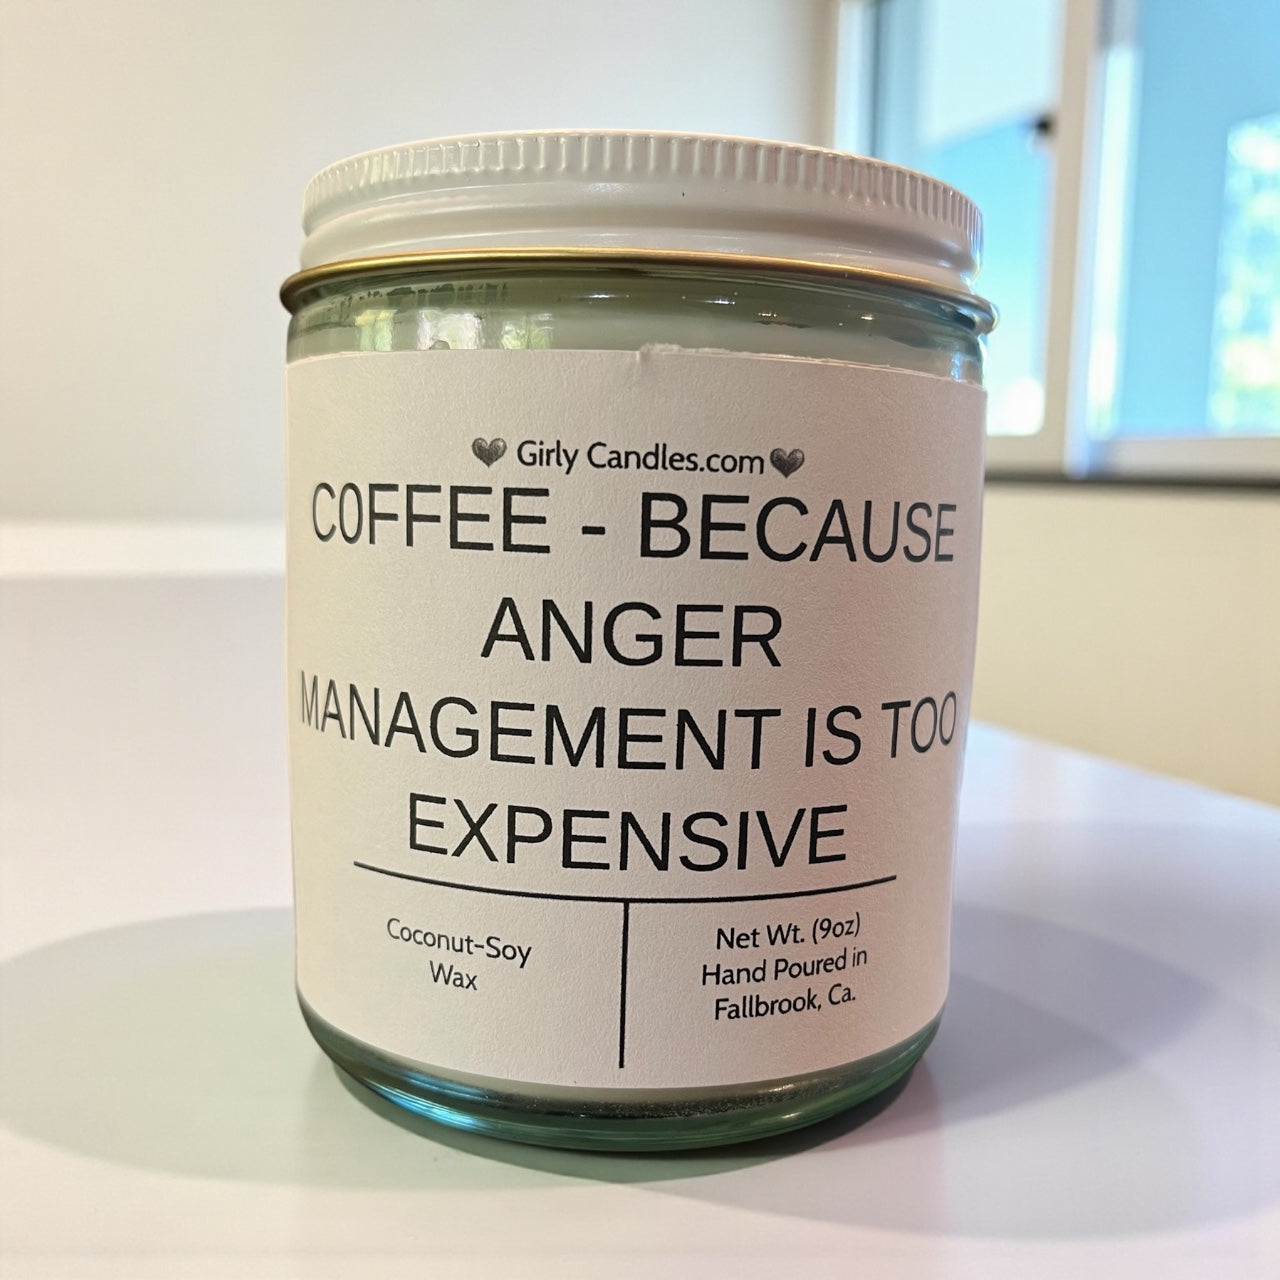 🖤 Girly Candles.com 🖤
COFFEE - BECAUSE
ANGER
MANAGEMENT IS TOO
EXPENSIVE
Coconut-Soy
Wax
Net Wt. (9oz)
Hand Poured in
Fallbrook, Ca.